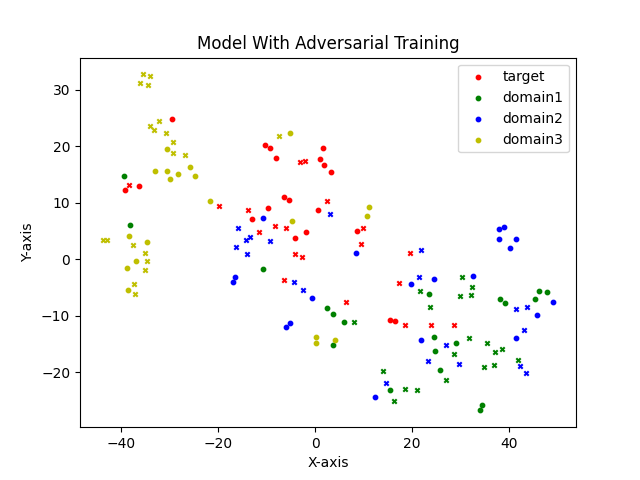 Model With Adversarial Training
target
domain1
domain2
domain3
Y-axis
30
20
10
0
−10
−20
−40
−20
0
20
40
X-axis